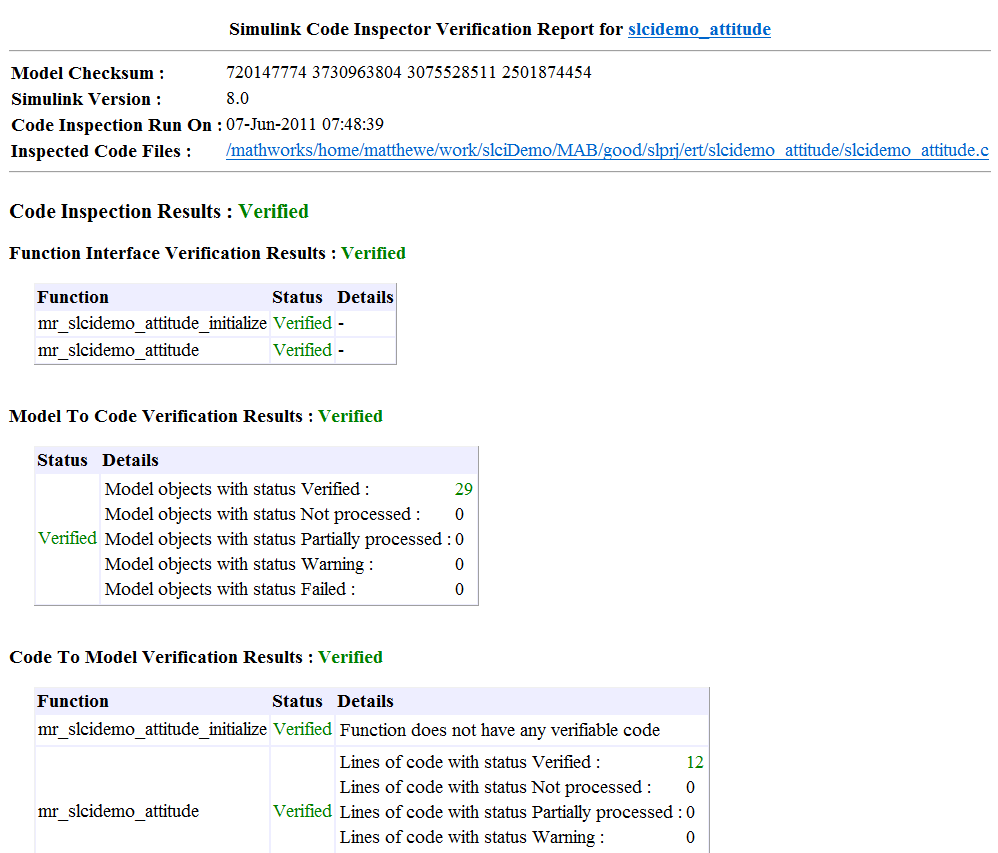 Simulink Code Inspector Verification Report for slcidemo_attitude
Model Checksum : 720147774 3730963804 3075528511 2501874454
Simulink Version : 8.0
Code Inspection Run On : 07-Jun-2011 07:48:39
Inspected Code Files : /mathworks/home/matthewe/work/slciDemo/MAB/good/slprj/ert/slcidemo_attitude/slcidemo_attitude.c
Code Inspection Results : Verified
Function Interface Verification Results : Verified
Function Status Details
mr_slcidemo_attitude_initialize Verified -
mr_slcidemo_attitude Verified -
Model To Code Verification Results : Verified
Status Details
Model objects with status Verified : 29
Model objects with status Not processed : 0
Verified Model objects with status Partially processed : 0
Model objects with status Warning : 0
Model objects with status Failed : 0
Code To Model Verification Results : Verified
Function Status Details
mr_slcidemo_attitude_initialize Verified Function does not have any verifiable code
Lines of code with status Verified : 12
Lines of code with status Not processed : 0
mr_slcidemo_attitude Verified Lines of code with status Partially processed : 0
Lines of code with status Warning : 0